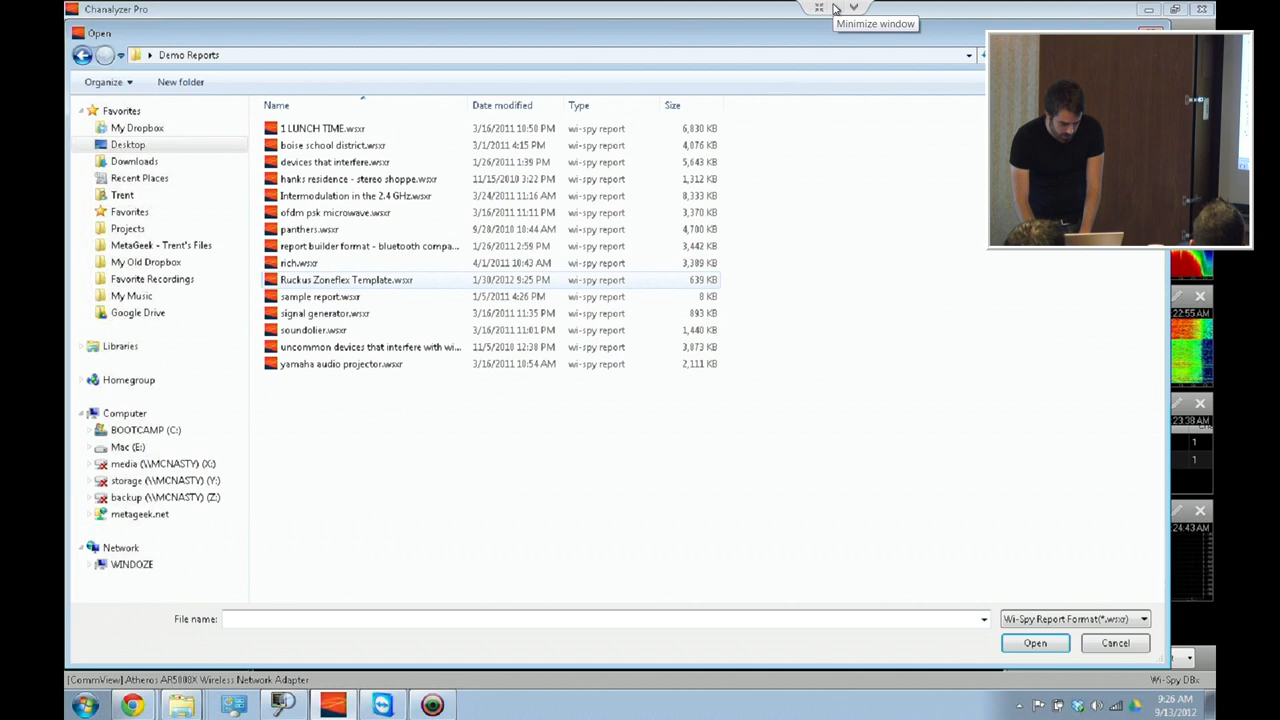 Chanalyzer Pro
Minimize window
Open
Demo Reports
Organize
New folder
Name
Date modified
Type
Size
Favorites
My Dropbox
Desktop
Downloads
Recent Places
Trent
Favorites
Projects
MetaGeek - Trent's Files
My Old Dropbox
Favorite Recordings
My Music
Google Drive
Libraries
Homegroup
Computer
BOOTCAMP (C:)
Mac (E:)
media (\\MCNASTY) (X:)
storage (\\MCNASTY) (Y:)
backup (\\MCNASTY) (Z:)
metageek.net
Network
WINDOZE
1 LUNCH TIME.wsxr 3/16/2011 10:50 PM wi-spy report 6,830 KB
boise school district.wsxr 3/1/2011 4:15 PM wi-spy report 4,076 KB
devices that interfere.wsxr 1/26/2011 1:39 PM wi-spy report 5,643 KB
hanks residence - stereo shoppe.wsxr 11/15/2010 3:22 PM wi-spy report 1,312 KB
Intermodulation in the 2.4 GHz.wsxr 3/24/2011 11:16 AM wi-spy report 8,333 KB
ofdm psk microwave.wsxr 3/16/2011 11:11 PM wi-spy report 3,370 KB
panthers.wsxr 9/28/2010 10:44 AM wi-spy report 4,700 KB
report builder format - bluetooth compa... 1/26/2011 2:59 PM wi-spy report 3,442 KB
rich.wsxr 4/1/2011 10:43 AM wi-spy report 3,309 KB
Ruckus Zoneflex Template.wsxr 1/30/2012 9:25 PM wi-spy report 639 KB
sample report.wsxr 1/5/2011 4:26 PM wi-spy report 8 KB
signal generator.wsxr 3/16/2011 11:35 PM wi-spy report 893 KB
soundolier.wsxr 3/16/2011 11:01 PM wi-spy report 1,440 KB
uncommon devices that interfere with wi... 12:38 PM wi-spy report 3,873 KB
yamaha audio projector.wsxr 3/16/2011 10:54 AM wi-spy report 2,111 KB
22:55 AM
23:38 AM
1
1
24:43 AM
File name:
Wi-Spy Report Format(*.wsxr)
Open
Cancel
[CommView] Atheros AR5008X Wireless Network Adapter
Wi-Spy DBx
9:26 AM
9/13/2012